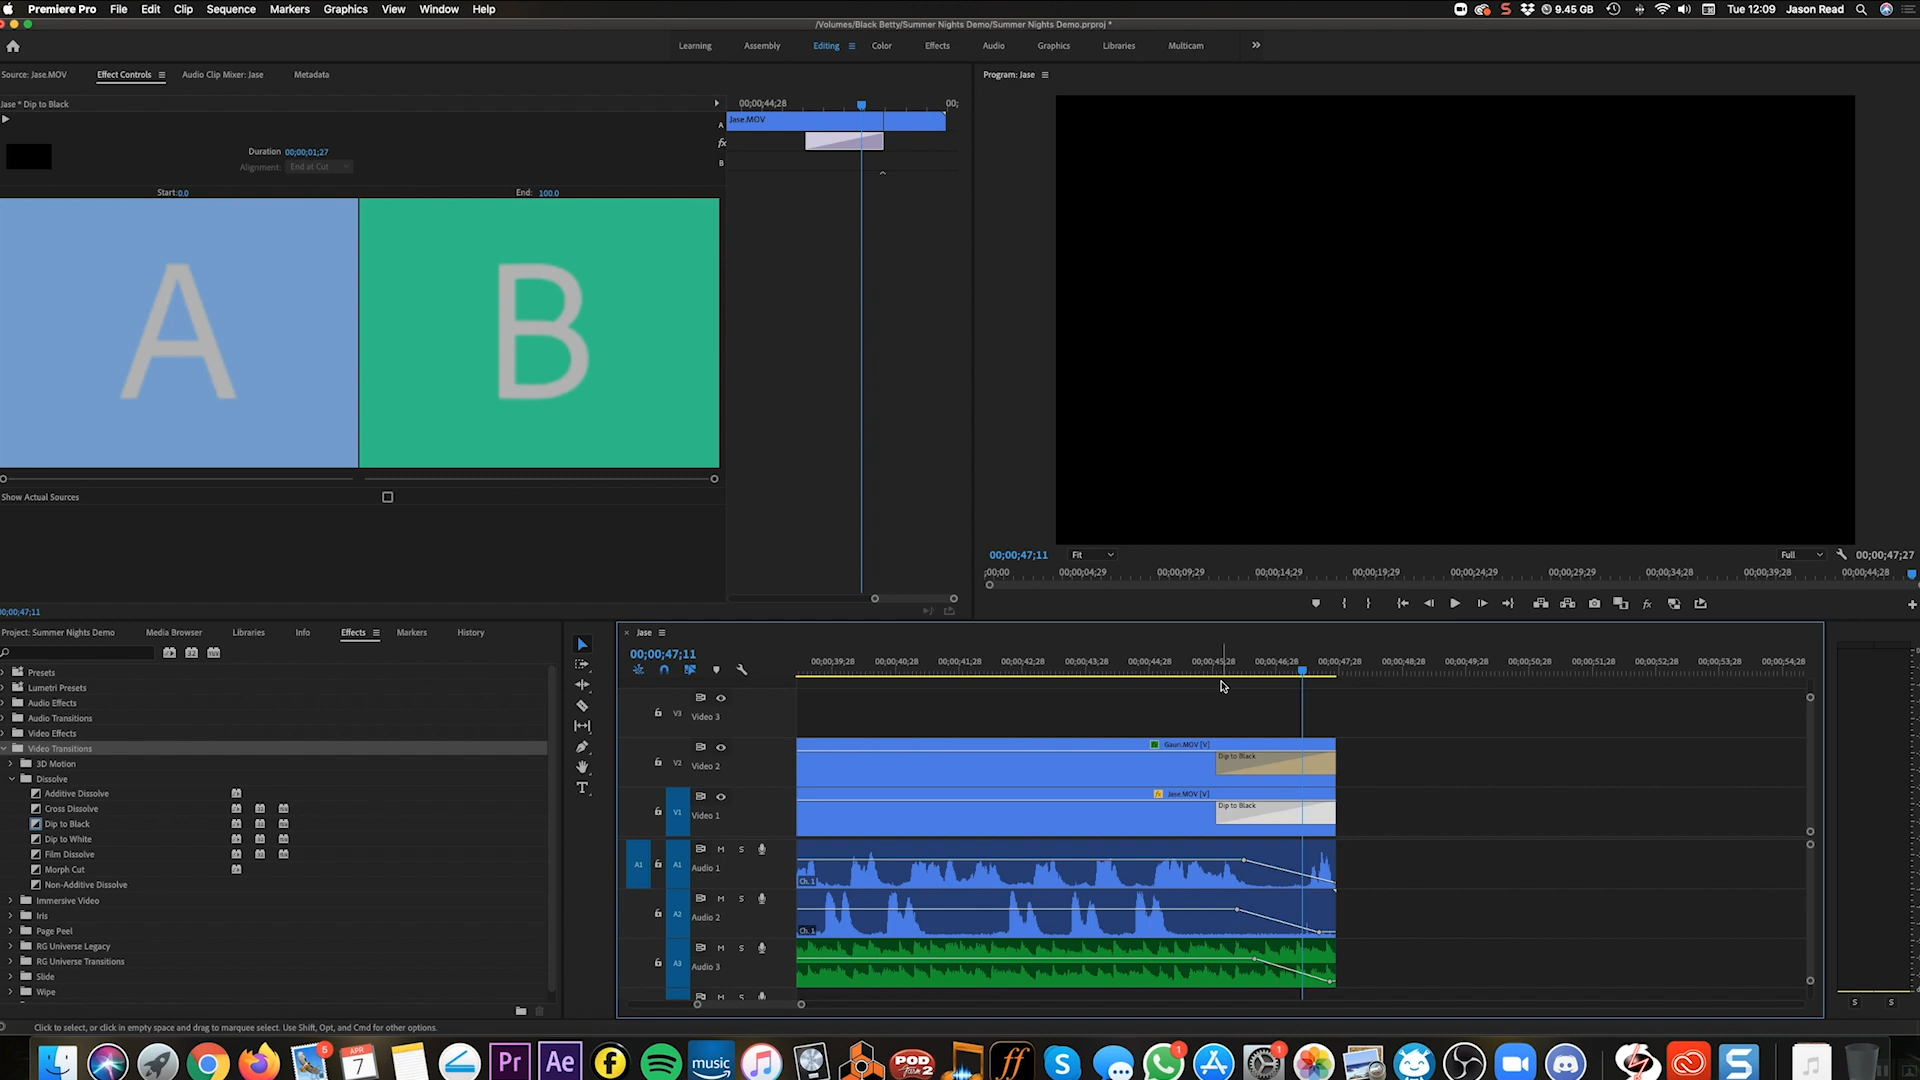 Premiere Pro File Edit Clip Sequence Markers Graphics View Window Help
9.45 GB Tue 12:09 Jason Read
/Volumes/Black Betty/Summer Nights Demo/Summer Nights Demo.prproj *
Learning Assembly Editing Color Effects Audio Graphics Libraries Multicam
Source: Jase.MOV Effect Controls Audio Clip Mixer: Jase Metadata
Program: Jase
Jase * Dip to Black
00;00;44;28 00;
A Jase.MOV
fx
B
Duration 00;00;01;27
Alignment: End at Cut
Start: 0.0 End: 100.0
A B
Show Actual Sources
00;00;47;11 Fit Full 00;00;47;27
;00;00 00;00;04;29 00;00;09;29 00;00;14;29 00;00;19;29 00;00;24;29 00;00;29;29 00;00;34;28 00;00;39;28 00;00;44;28
00;00;47;11
Project: Summer Nights Demo Media Browser Libraries Info Effects Markers History
Presets
Lumetri Presets
Audio Effects
Audio Transitions
Video Effects
Video Transitions
3D Motion
Dissolve
Additive Dissolve
Cross Dissolve
Dip to Black
Dip to White
Film Dissolve
Morph Cut
Non-Additive Dissolve
Immersive Video
Iris
Page Peel
RG Universe Legacy
RG Universe Transitions
Slide
Wipe
Jase
00;00;47;11
00;00;39;28 00;00;40;28 00;00;41;28 00;00;42;28 00;00;43;28 00;00;44;28 00;00;45;28 00;00;46;28 00;00;47;28 00;00;48;28 00;00;49;28 00;00;50;28 00;00;51;28 00;00;52;28 00;00;53;28 00;00;54;28
V3 Video 3
V2 Video 2
Gauri.MOV [V]
Dip to Black
V1 Video 1
Jase.MOV [V]
Dip to Black
A1 A1 M S Audio 1
Ch. 1
A2 M S Audio 2
Ch. 1
A3 M S Audio 3
M S
S S
Click to select, or click in empty space and drag to marquee select. Use Shift, Opt, and Cmd for other options.
5 APR 7 Pr Ae music POD 2 ff 1 1